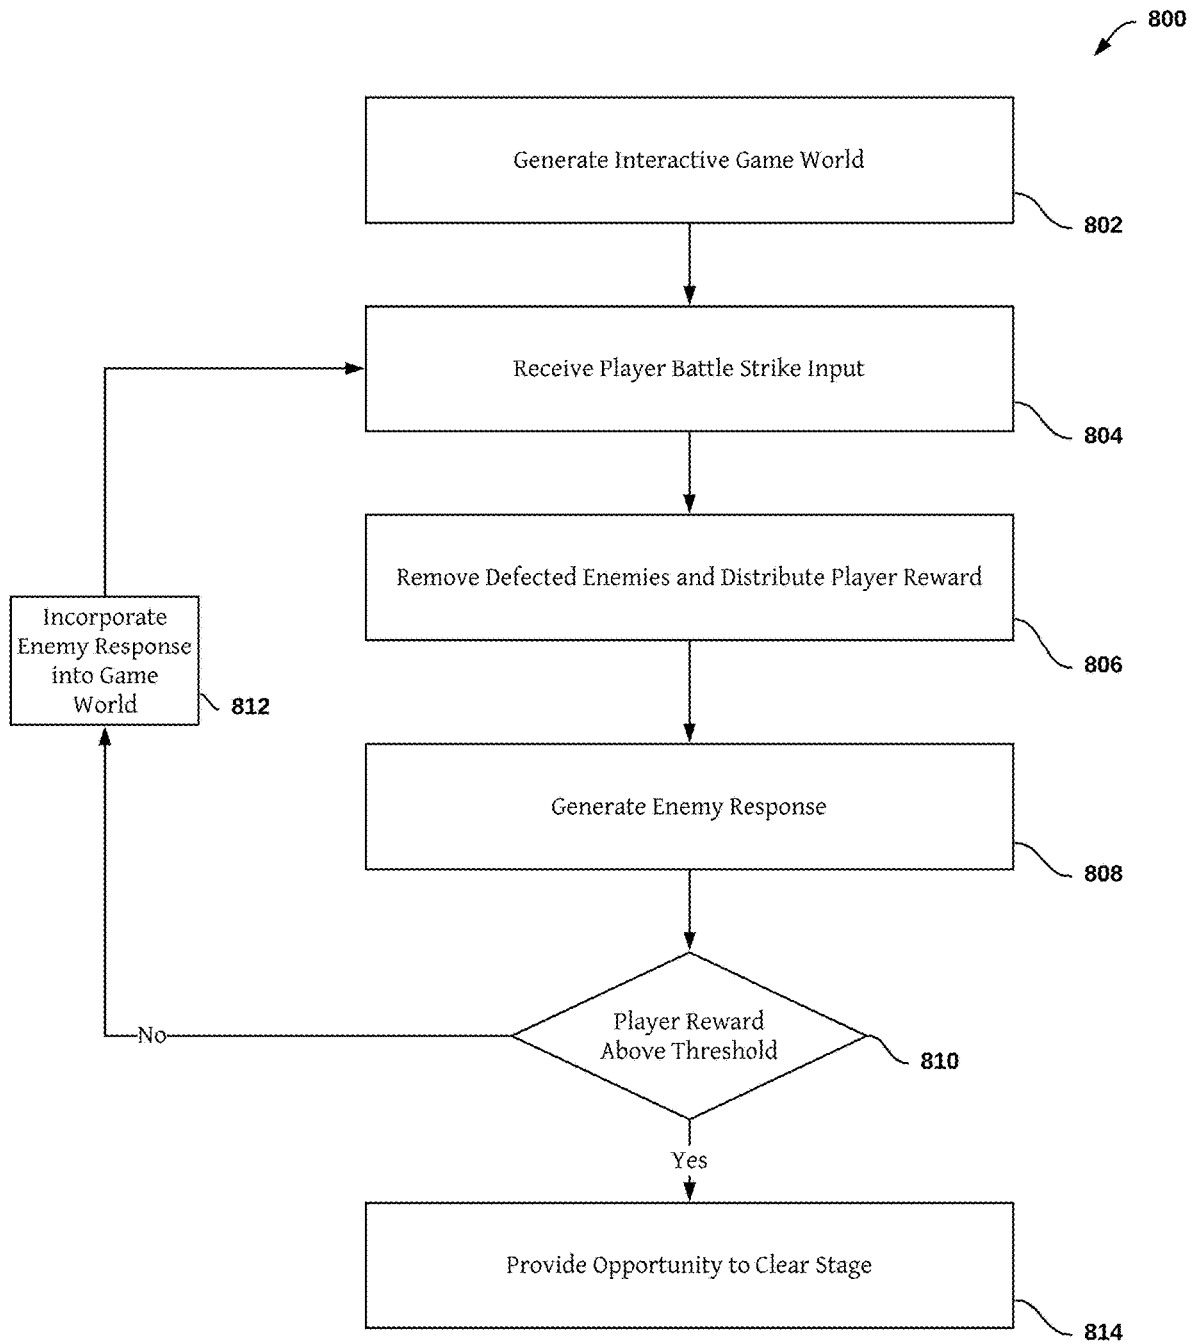 800
Generate Interactive Game World
802
Receive Player Battle Strike Input
804
Remove Defected Enemies and Distribute Player Reward
806
Incorporate
Enemy Response
into Game
World
812
Generate Enemy Response
808
Player Reward
Above Threshold
810
No
Yes
Provide Opportunity to Clear Stage
814